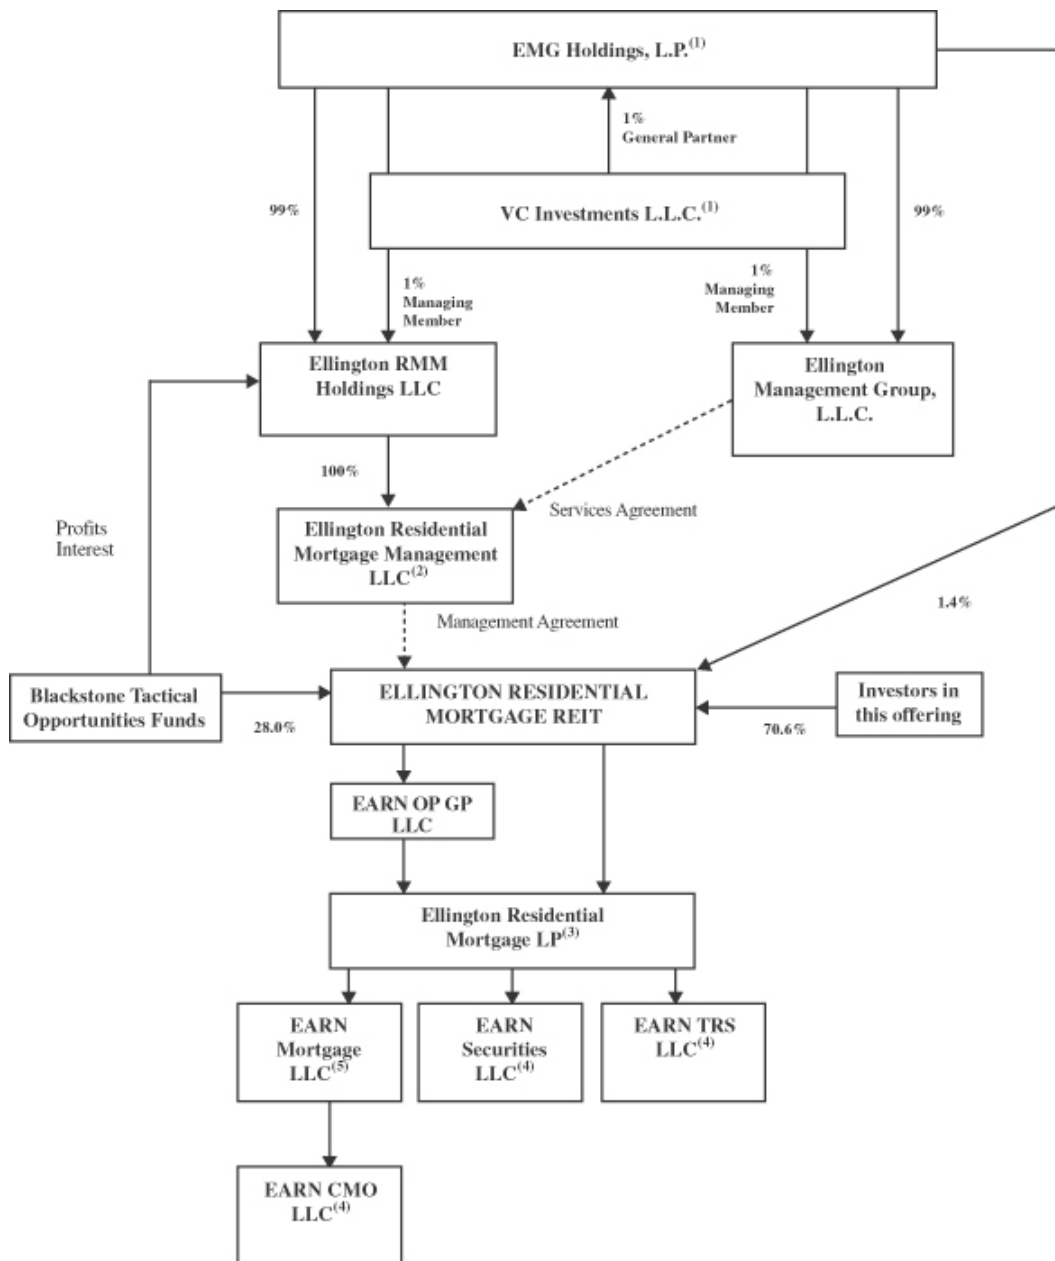 EMG Holdings, L.P.(1)
1%
General Partner
VC Investments L.L.C.(1)
99%
99%
1%
Managing
Member
1%
Managing
Member
Ellington RMM
Holdings LLC
Ellington
Management Group,
L.L.C.
100%
Services Agreement
Profits
Interest
Ellington Residential
Mortgage Management
LLC(2)
1.4%
Management Agreement
Blackstone Tactical
Opportunities Funds
28.0%
ELLINGTON RESIDENTIAL
MORTGAGE REIT
70.6%
Investors in
this offering
EARN OP GP
LLC
Ellington Residential
Mortgage LP(3)
EARN
Mortgage
LLC(5)
EARN
Securities
LLC(4)
EARN TRS
LLC(4)
EARN CMO
LLC(4)